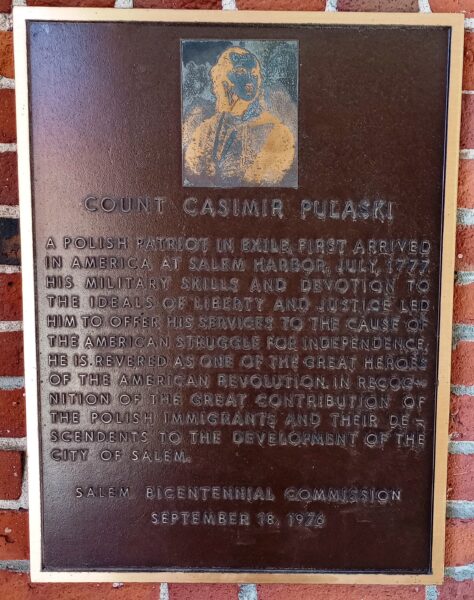 COUNT CASIMIR PULASKI
A POLISH PATRIOT IN EXILE, FIRST ARRIVED
IN AMERICA AT SALEM HARBOR, JULY, 1777.
HIS MILITARY SKILLS AND DEVOTION TO
THE IDEALS OF LIBERTY AND JUSTICE LED
HIM TO OFFER HIS SERVICES TO THE CAUSE OF
THE AMERICAN STRUGGLE FOR INDEPENDENCE.
HE IS REVERED AS ONE OF THE GREAT HEROES
OF THE AMERICAN REVOLUTION. IN RECOG-
NITION OF THE GREAT CONTRIBUTION OF
THE POLISH IMMIGRANTS AND THEIR DE-
SCENDENTS TO THE DEVELOPMENT OF THE
CITY OF SALEM.
SALEM BICENTENNIAL COMMISSION
SEPTEMBER 18, 1976